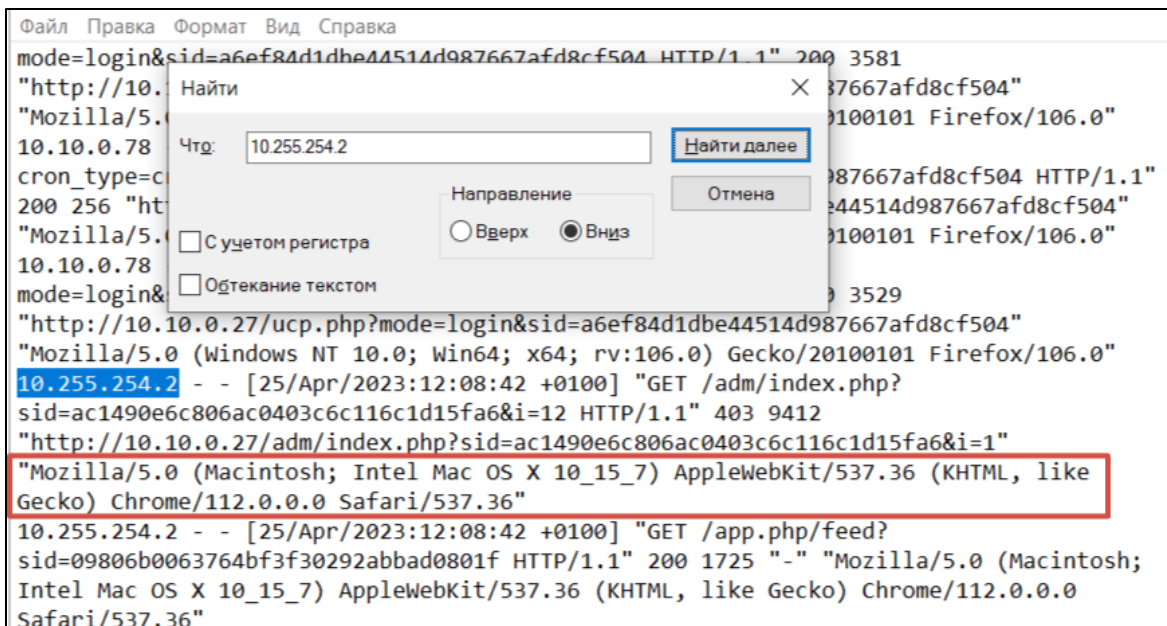 Файл Правка Формат Вид Справка
mode=login&sid=a6ef84d1dbe44514d987667afd8cf504 HTTP/1.1" 200 3581
"http://10. 87667afd8cf504"
Найти
"Mozilla/5. 0100101 Firefox/106.0"
10.10.0.78
Что: 10.255.254.2 Найти далее
987667afd8cf504 HTTP/1.1"
Направление Отмена
200 256 "ht e44514d987667afd8cf504"
"Mozilla/5. 0100101 Firefox/106.0"
С учетом регистра Вверх Вниз
10.10.0.78
Обтекание текстом
mode=login& 3529
"http://10.10.0.27/ucp.php?mode=login&sid=a6ef84d1dbe44514d987667afd8cf504"
"Mozilla/5.0 (Windows NT 10.0; Win64; x64; rv:106.0) Gecko/20100101 Firefox/106.0"
10.255.254.2 - - [25/Apr/2023:12:08:42 +0100] "GET /adm/index.php?
sid=ac1490e6c806ac0403c6c116c1d15fa6&i=12 HTTP/1.1" 403 9412
"http://10.10.0.27/adm/index.php?sid=ac1490e6c806ac0403c6c116c1d15fa6&i=1"
"Mozilla/5.0 (Macintosh; Intel Mac OS X 10_15_7) AppleWebKit/537.36 (KHTML, like
Gecko) Chrome/112.0.0.0 Safari/537.36"
10.255.254.2 - - [25/Apr/2023:12:08:42 +0100] "GET /app.php/feed?
sid=09806b0063764bf3f30292abbad0801f HTTP/1.1" 200 1725 "-" "Mozilla/5.0 (Macintosh;
Intel Mac OS X 10_15_7) AppleWebKit/537.36 (KHTML, like Gecko) Chrome/112.0.0.0
Safari/537.36"